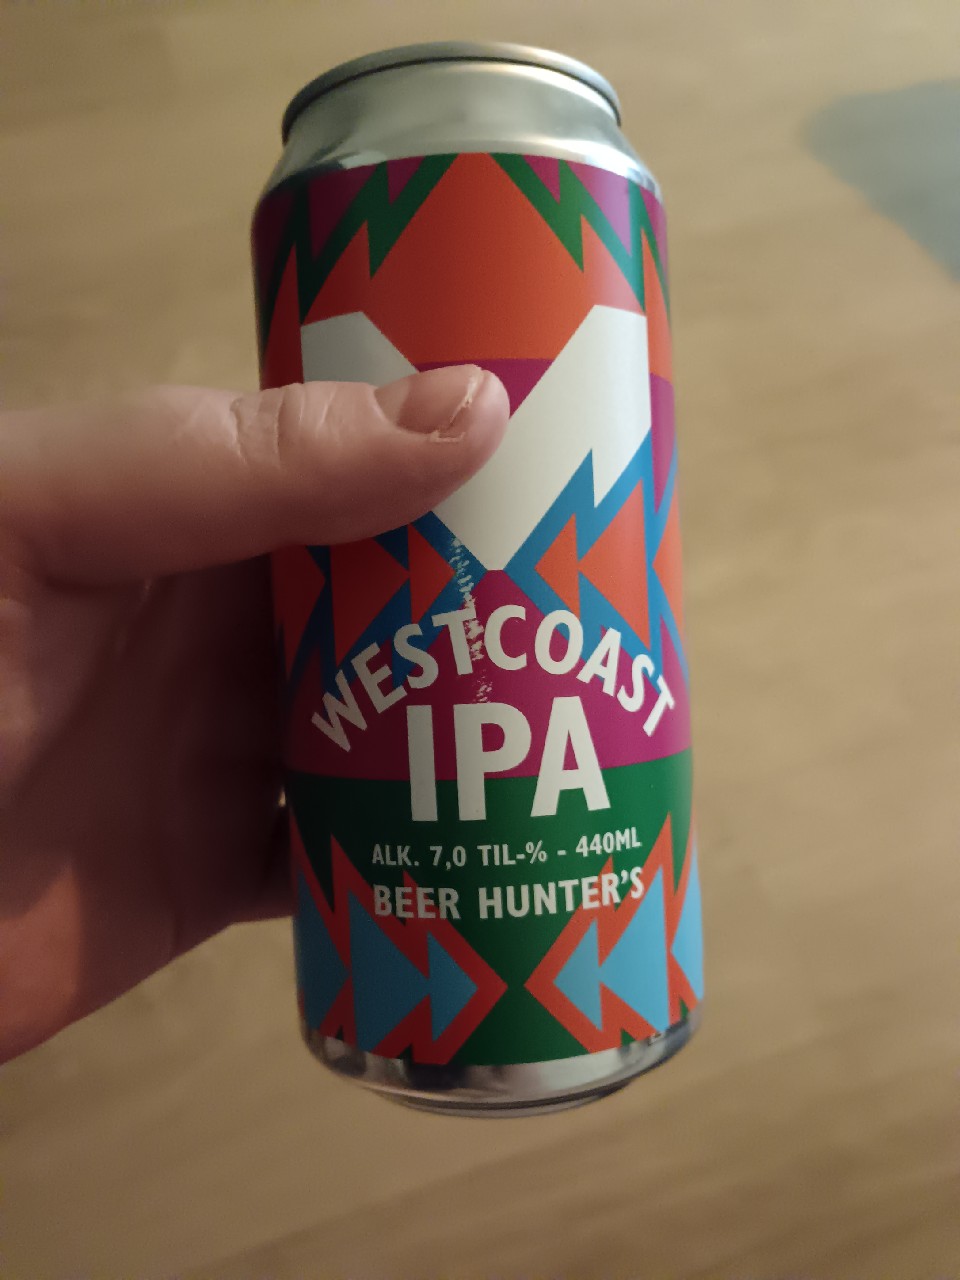 WESTCOAST
IPA
ALK. 7,0 TIL-% - 440ML
BEER HUNTER'S